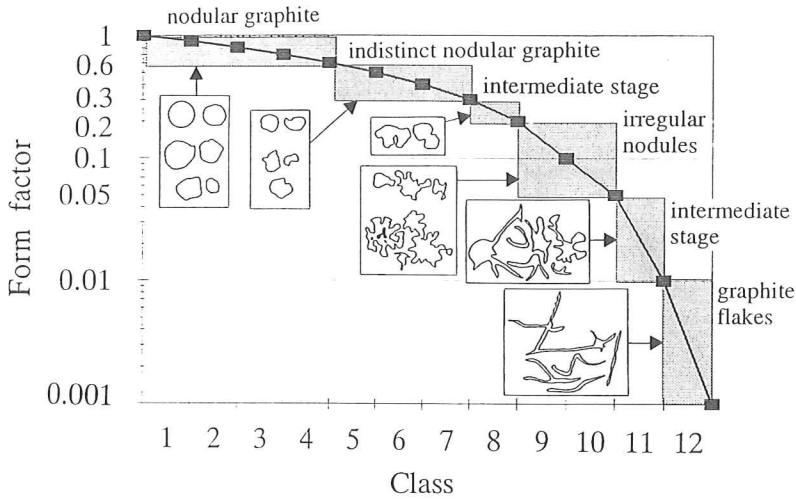 nodular graphite
indistinct nodular graphite
intermediate stage
irregular
nodules
intermediate
stage
graphite
flakes
Form factor
1
0.6
0.3
0.2
0.1
0.05
0.01
0.001
1 2 3 4 5 6 7 8 9 10 11 12
Class